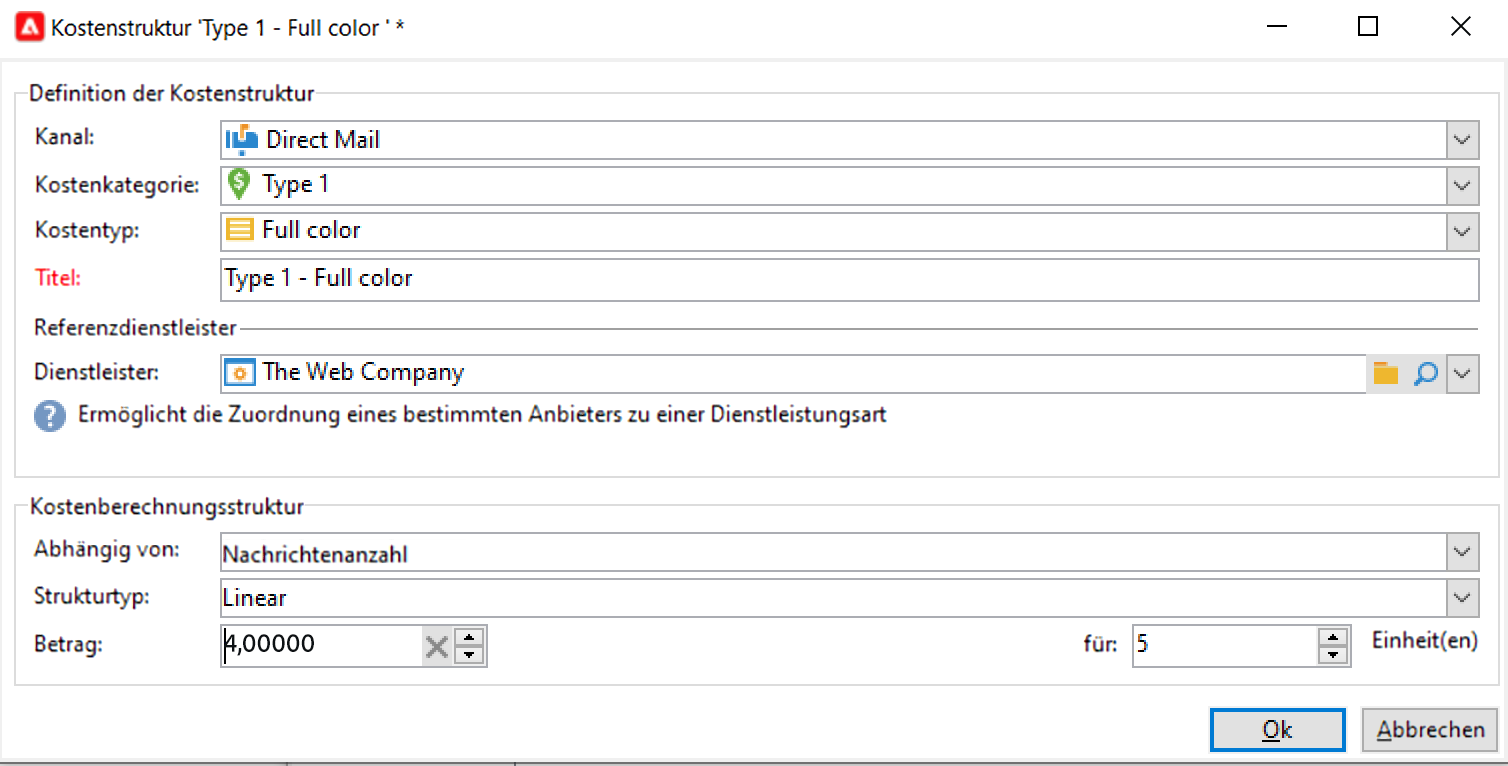 Kostenstruktur 'Type 1 - Full color ' *
Definition der Kostenstruktur
Kanal: Direct Mail
Kostenkategorie: Type 1
Kostentyp: Full color
Titel: Type 1 - Full color
Referenzdienstleister
Dienstleister: The Web Company
? Ermöglicht die Zuordnung eines bestimmten Anbieters zu einer Dienstleistungsart
Kostenberechnungsstruktur
Abhängig von: Nachrichtenanzahl
Strukturtyp: Linear
Betrag: 4,00000 für: 5 Einheit(en)
Ok Abbrechen